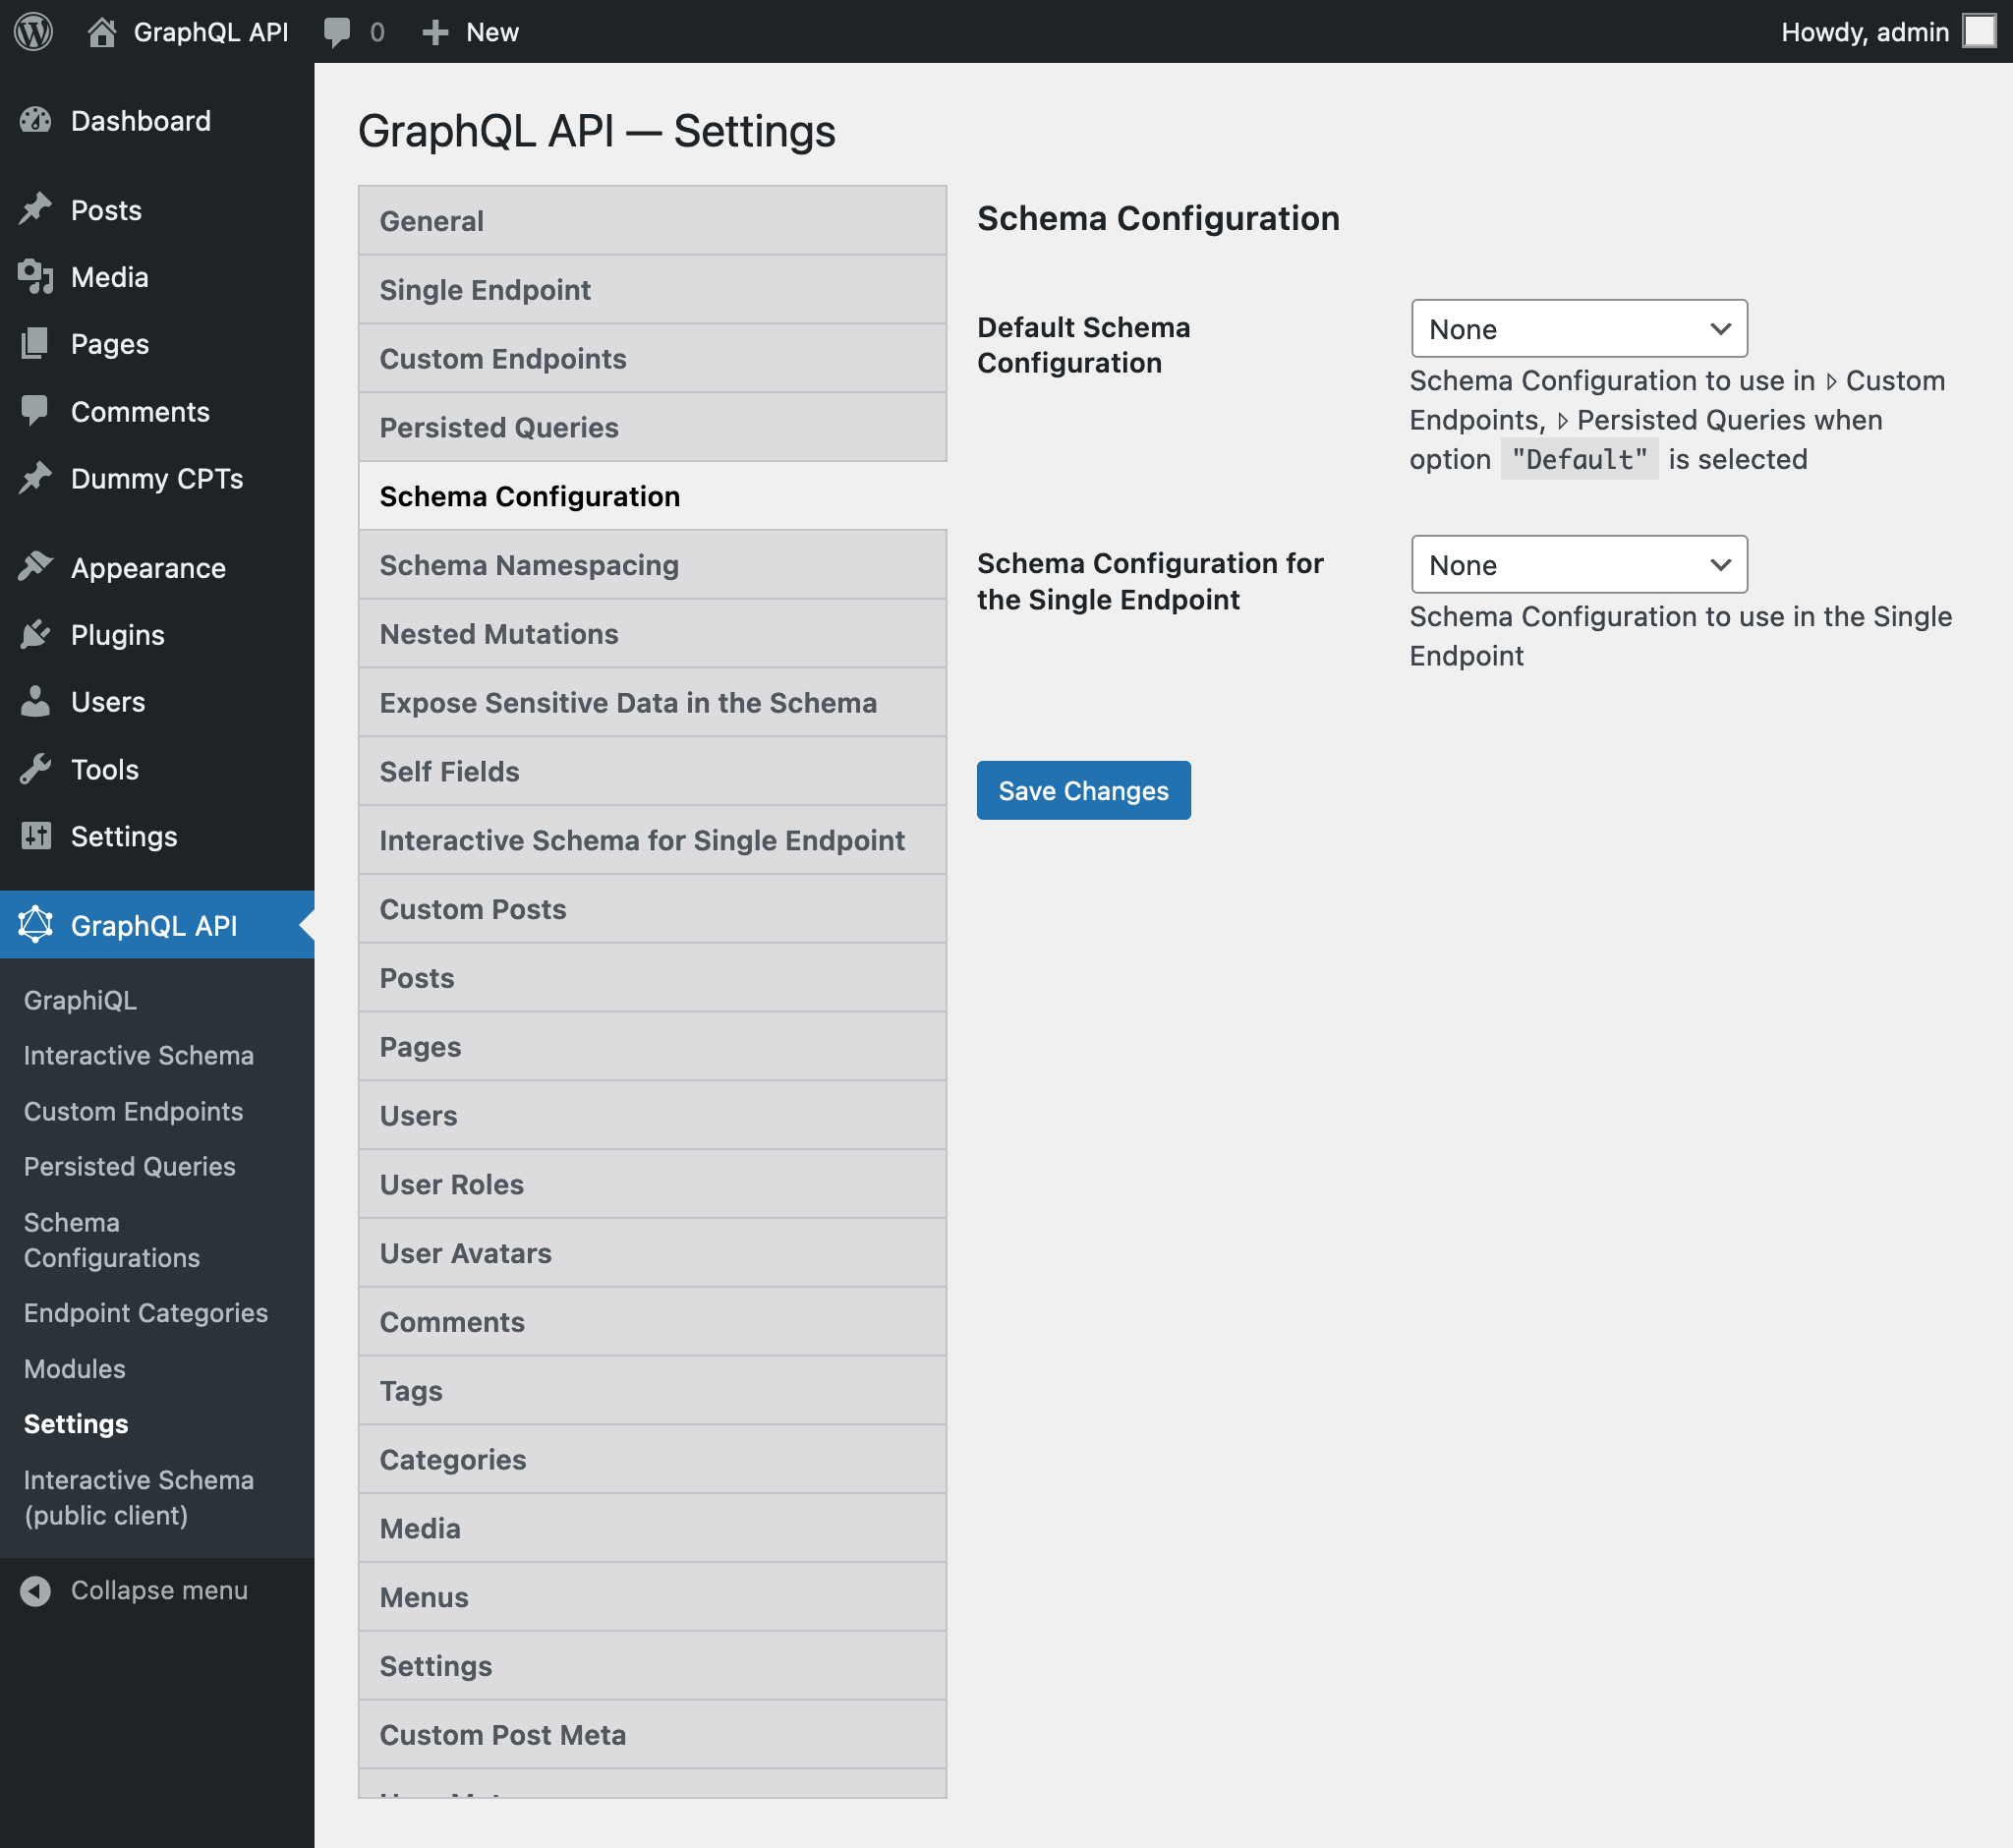 GraphQL API
0
New
Howdy, admin
Dashboard
Posts
Media
Pages
Comments
Dummy CPTs
Appearance
Plugins
Users
Tools
Settings
GraphQL API
GraphiQL
Interactive Schema
Custom Endpoints
Persisted Queries
Schema
Configurations
Endpoint Categories
Modules
Settings
Interactive Schema
(public client)
Collapse menu
GraphQL API — Settings
General
Single Endpoint
Custom Endpoints
Persisted Queries
Schema Configuration
Schema Namespacing
Nested Mutations
Expose Sensitive Data in the Schema
Self Fields
Interactive Schema for Single Endpoint
Custom Posts
Posts
Pages
Users
User Roles
User Avatars
Comments
Tags
Categories
Media
Menus
Settings
Custom Post Meta
Schema Configuration
Default Schema
Configuration
None
Schema Configuration to use in ▹ Custom
Endpoints, ▹ Persisted Queries when
option "Default" is selected
Schema Configuration for
the Single Endpoint
None
Schema Configuration to use in the Single
Endpoint
Save Changes